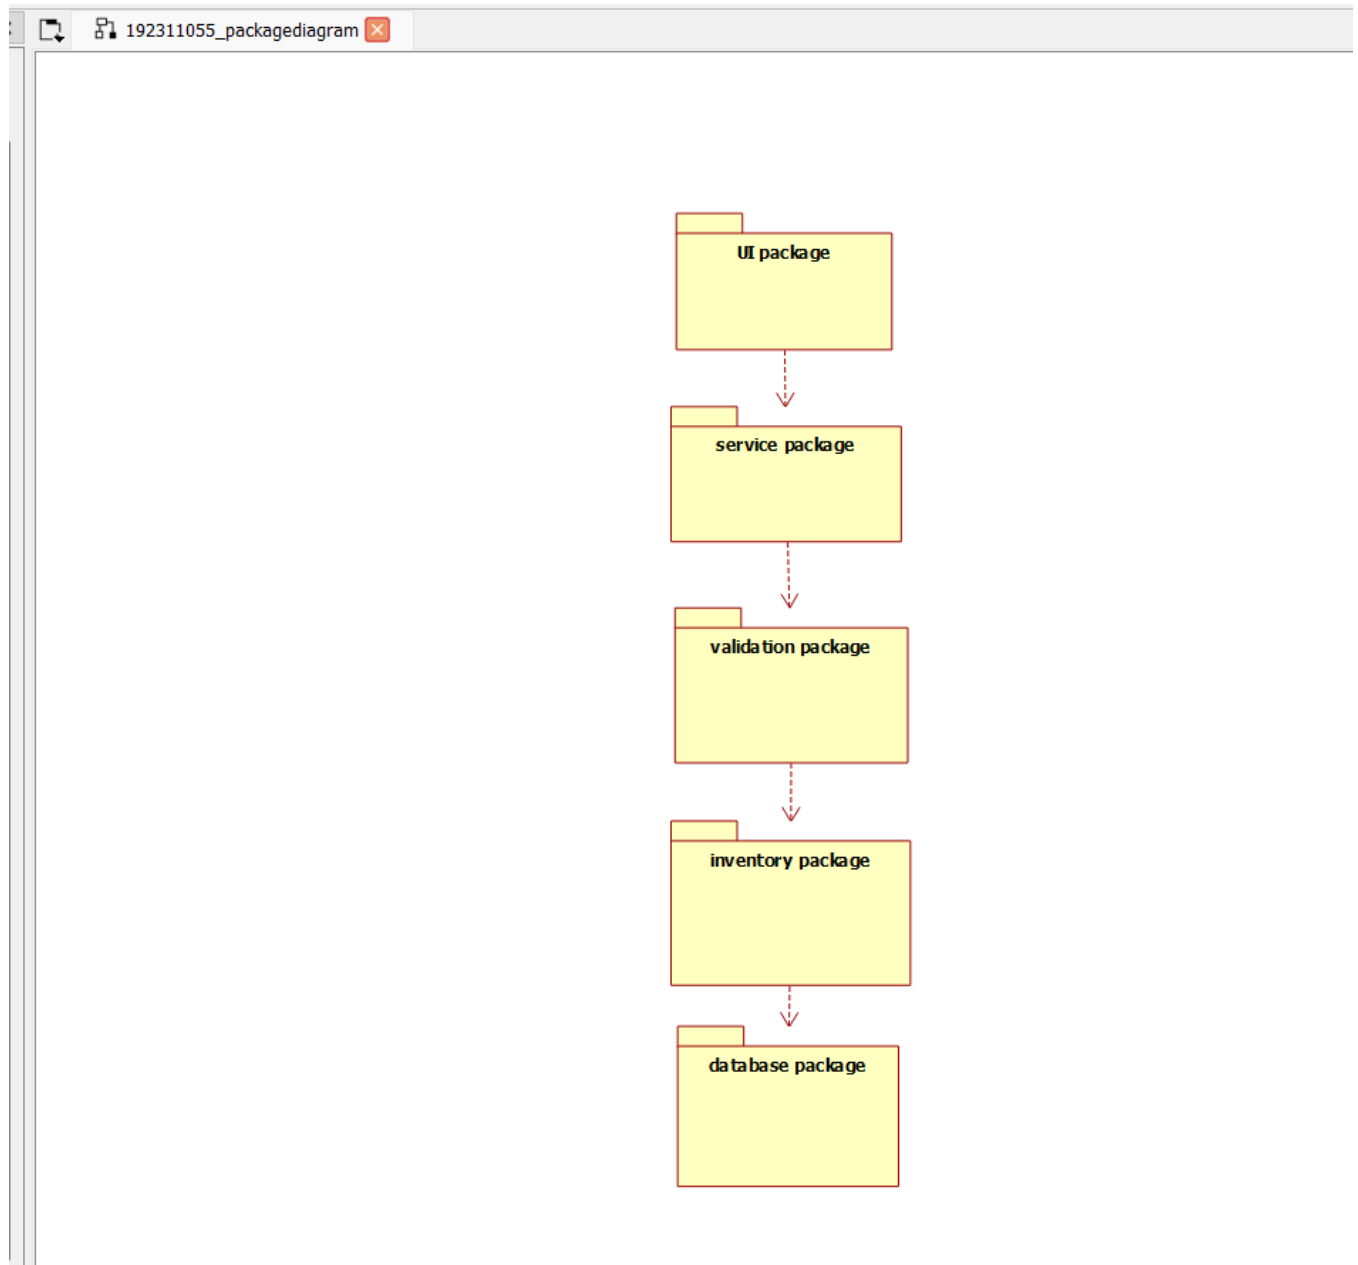 192311055_packagediagram
UI package
service package
validation package
inventory package
database package